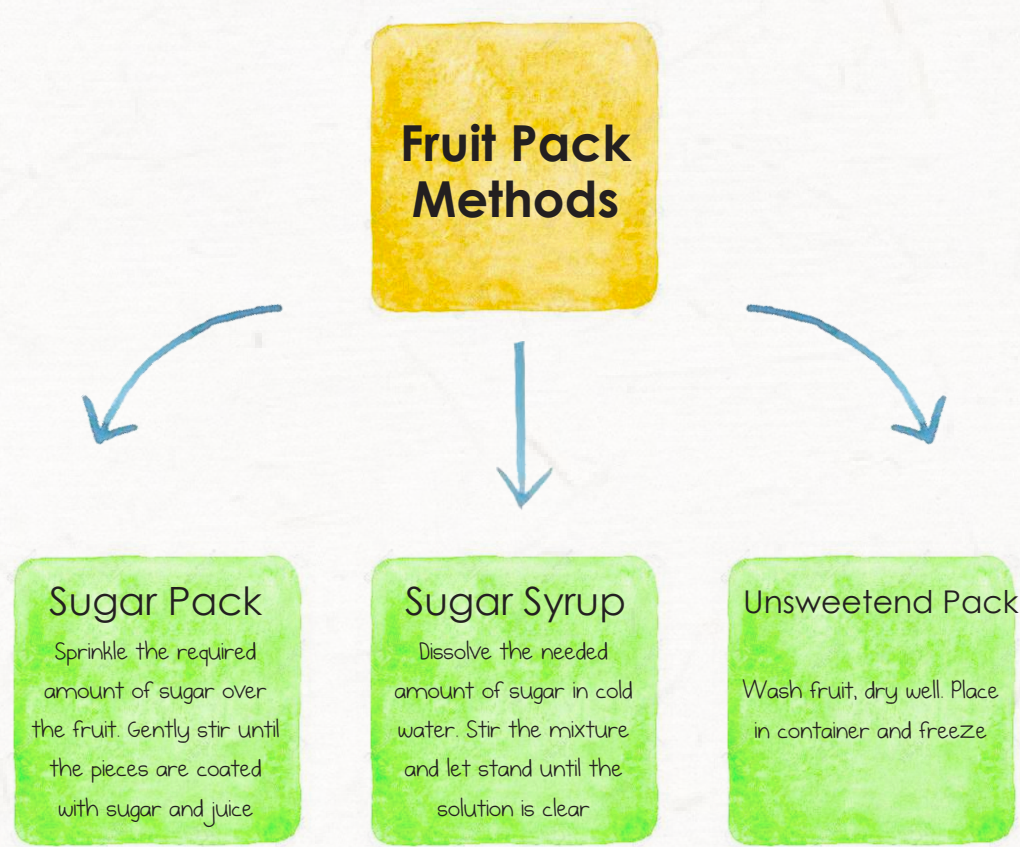 Fruit Pack
Methods
Sugar Pack
Sprinkle the required
amount of sugar over
the fruit. Gently stir until
the pieces are coated
with sugar and juice
Sugar Syrup
Dissolve the needed
amount of sugar in cold
water. Stir the mixture
and let stand until the
solution is clear
Unsweetend Pack
Wash fruit, dry well. Place
in container and freeze